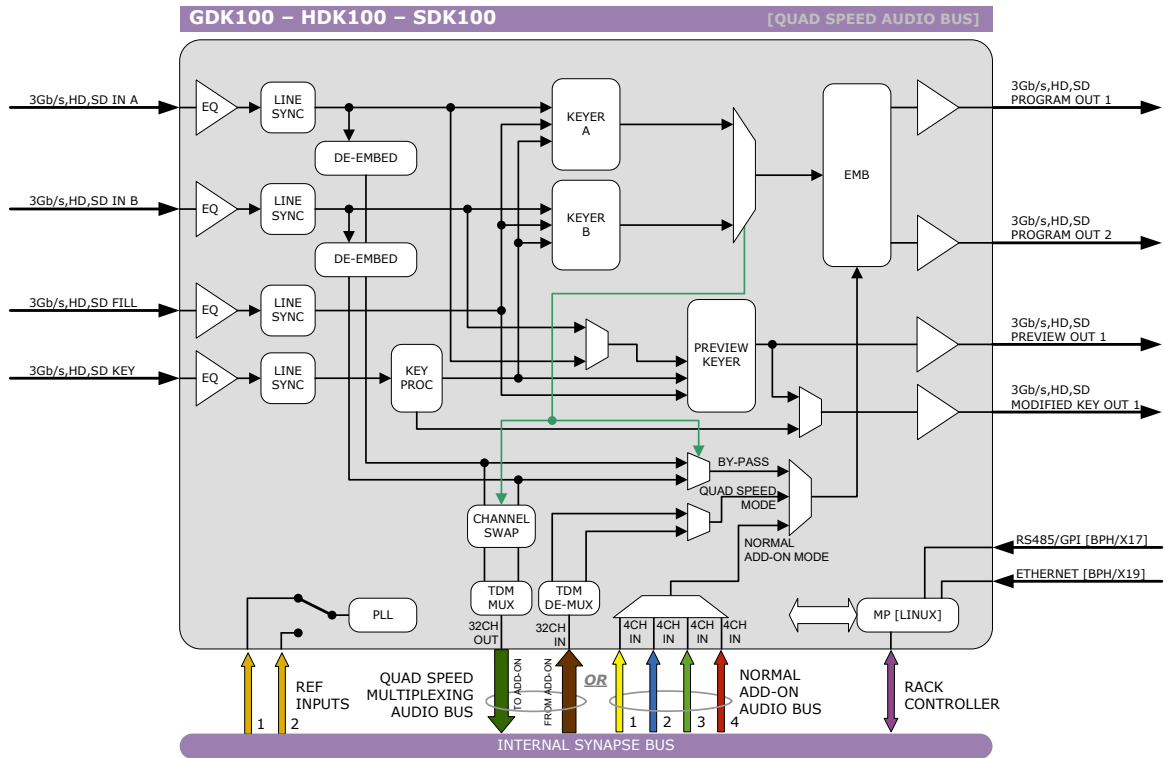 GDK100 – HDK100 – SDK100
[QUAD SPEED AUDIO BUS]
3Gb/s,HD,SD IN A
EQ
LINE
SYNC
DE-EMBED
KEYER
A
EMB
3Gb/s,HD,SD
PROGRAM OUT 1
3Gb/s,HD,SD IN B
EQ
LINE
SYNC
DE-EMBED
KEYER
B
3Gb/s,HD,SD
PROGRAM OUT 2
3Gb/s,HD,SD FILL
EQ
LINE
SYNC
3Gb/s,HD,SD KEY
EQ
LINE
SYNC
KEY
PROC
PREVIEW
KEYER
3Gb/s,HD,SD
PREVIEW OUT 1
3Gb/s,HD,SD
MODIFIED KEY OUT 1
BY-PASS
QUAD SPEED
MODE
NORMAL
ADD-ON MODE
CHANNEL
SWAP
TDM
MUX
TDM
DE-MUX
32CH
OUT
32CH
IN
4CH
IN
4CH
IN
4CH
IN
4CH
IN
PLL
RS485/GPI [BPH/X17]
ETHERNET [BPH/X19]
MP [LINUX]
REF
INPUTS
1
2
QUAD SPEED
MULTIPLEXING
AUDIO BUS
TO ADD-ON
FROM ADD-ON
OR
1
2
3
4
NORMAL
ADD-ON
AUDIO BUS
RACK
CONTROLLER
INTERNAL SYNAPSE BUS